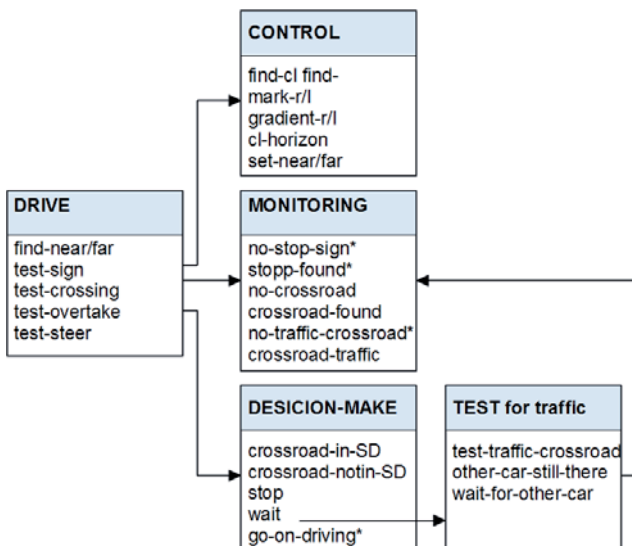 CONTROL
find-cl find-
mark-r/l
gradient-r/l
cl-horizon
set-near/far
DRIVE
find-near/far
test-sign
test-crossing
test-overtake
test-steer
MONITORING
no-stop-sign*
stopp-found*
no-crossroad
crossroad-found
no-traffic-crossroad*
crossroad-traffic
DESICION-MAKE
crossroad-in-SD
crossroad-notin-SD
stop
wait
go-on-driving*
TEST for traffic
test-traffic-crossroad
other-car-still-there
wait-for-other-car